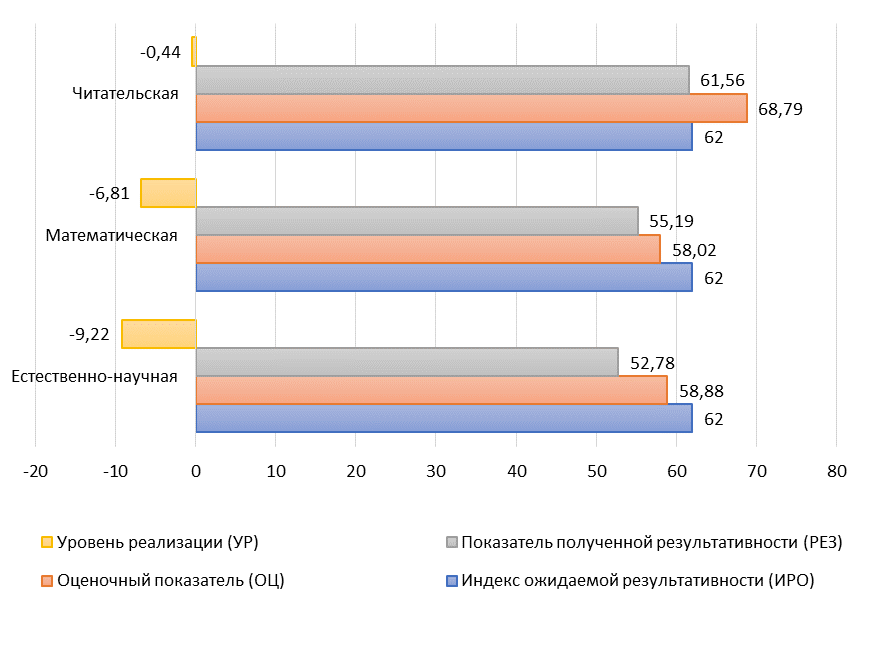 -0,44
61,56
Читательская
68,79
62
-6,81
55,19
Математическая
58,02
62
-9,22
52,78
Естественно-научная
58,88
62
-20 -10 0 10 20 30 40 50 60 70 80
Уровень реализации (УР) Показатель полученной результативности (РЕЗ)
Оценочный показатель (ОЦ) Индекс ожидаемой результативности (ИРО)